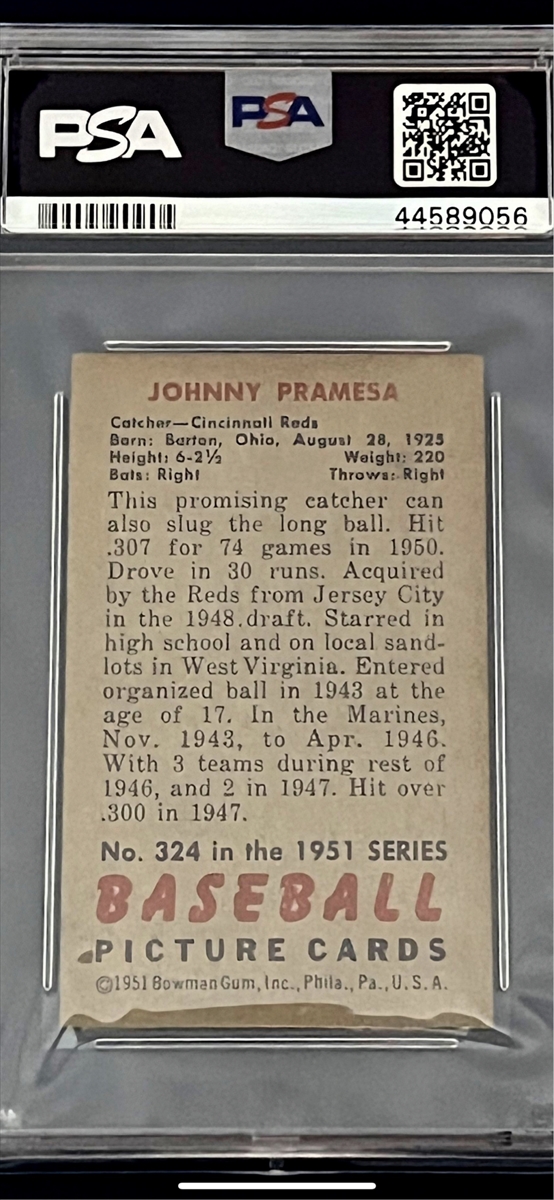 PSA
PSA
44589056
JOHNNY PRAMESA
Catcher—Cincinnati Reds
Born: Barton, Ohio, August 28, 1925
Height: 6-2½ Weight: 220
Bats: Right Throws: Right
This promising catcher can
also slug the long ball. Hit
.307 for 74 games in 1950.
Drove in 30 runs. Acquired
by the Reds from Jersey City
in the 1948 draft. Starred in
high school and on local sand-
lots in West Virginia. Entered
organized ball in 1943 at the
age of 17. In the Marines,
Nov. 1943, to Apr. 1946.
With 3 teams during rest of
1946, and 2 in 1947. Hit over
.300 in 1947.
No. 324 in the 1951 SERIES
BASEBALL
PICTURE CARDS
©1951 Bowman Gum, Inc., Phila., Pa., U. S. A.